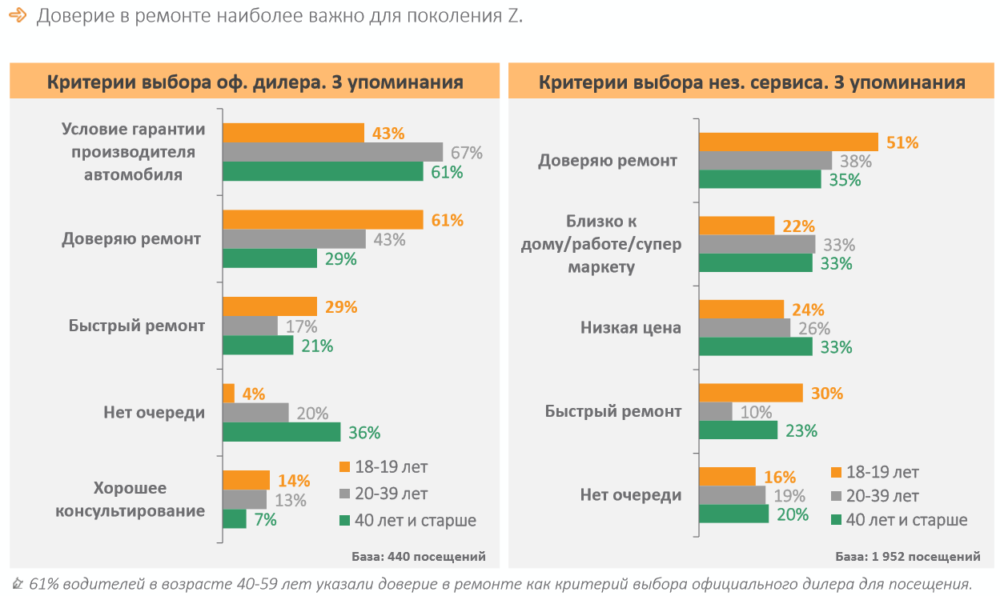 Доверие в ремонте наиболее важно для поколения Z.
Критерии выбора оф. дилера. 3 упоминания
Условие гарантии
производителя
автомобиля
43%
67%
61%
Доверяю ремонт
61%
43%
29%
Быстрый ремонт
29%
17%
21%
Нет очереди
4%
20%
36%
Хорошее
консультирование
14%
13%
7%
18-19 лет
20-39 лет
40 лет и старше
База: 440 посещений
Критерии выбора нез. сервиса. 3 упоминания
Доверяю ремонт
51%
38%
35%
Близко к
дому/работе/супер
маркету
22%
33%
33%
Низкая цена
24%
26%
33%
Быстрый ремонт
30%
10%
23%
Нет очереди
16%
19%
20%
18-19 лет
20-39 лет
40 лет и старше
База: 1 952 посещений
61% водителей в возрасте 40-59 лет указали доверие в ремонте как критерий выбора официального дилера для посещения.